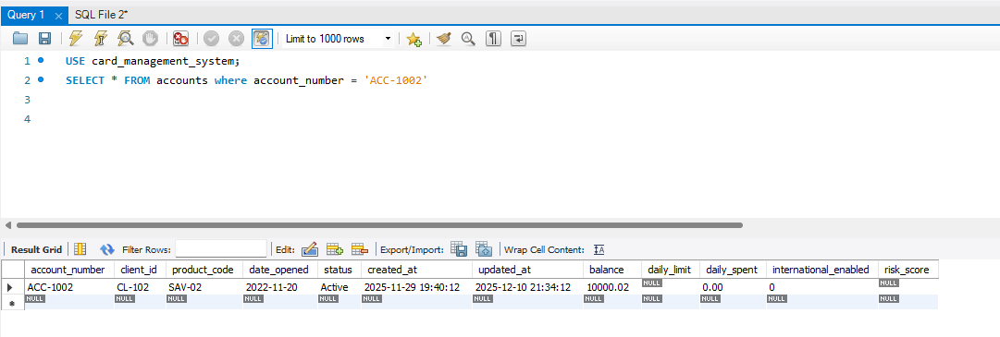 Query 1 × SQL File 2*
Limit to 1000 rows
1 USE card_management_system;
2 SELECT * FROM accounts where account_number = 'ACC-1002'
3
4
Result Grid Filter Rows: Edit: Export/Import: Wrap Cell Content:
account_number client_id product_code date_opened status created_at updated_at balance daily_limit daily_spent international_enabled risk_score
ACC-1002 CL-102 SAV-02 2022-11-20 Active 2025-11-29 19:40:12 2025-12-10 21:34:12 10000.02 NULL 0.00 0 NULL
NULL NULL NULL NULL NULL NULL NULL NULL NULL NULL NULL NULL